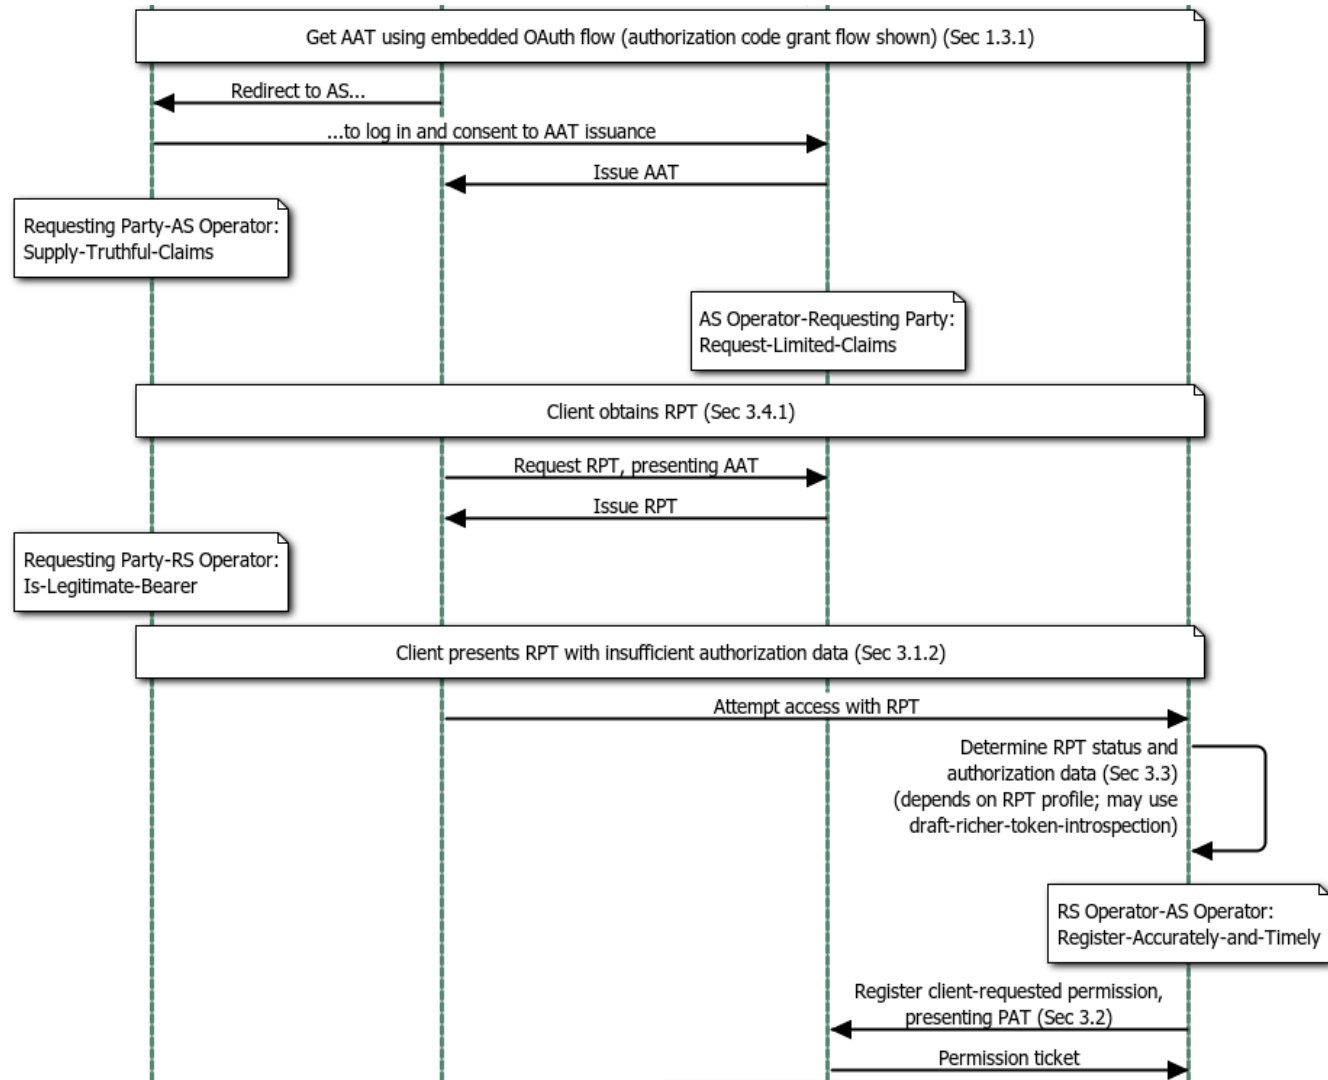 Get AAT using embedded OAuth flow (authorization code grant flow shown) (Sec 1.3.1)
Redirect to AS...
...to log in and consent to AAT issuance
Issue AAT
Requesting Party-AS Operator:
Supply-Truthful-Claims
AS Operator-Requesting Party:
Request-Limited-Claims
Client obtains RPT (Sec 3.4.1)
Request RPT, presenting AAT
Issue RPT
Requesting Party-RS Operator:
Is-Legitimate-Bearer
Client presents RPT with insufficient authorization data (Sec 3.1.2)
Attempt access with RPT
Determine RPT status and
authorization data (Sec 3.3)
(depends on RPT profile; may use
draft-richer-token-introspection)
RS Operator-AS Operator:
Register-Accurately-and-Timely
Register client-requested permission,
presenting PAT (Sec 3.2)
Permission ticket